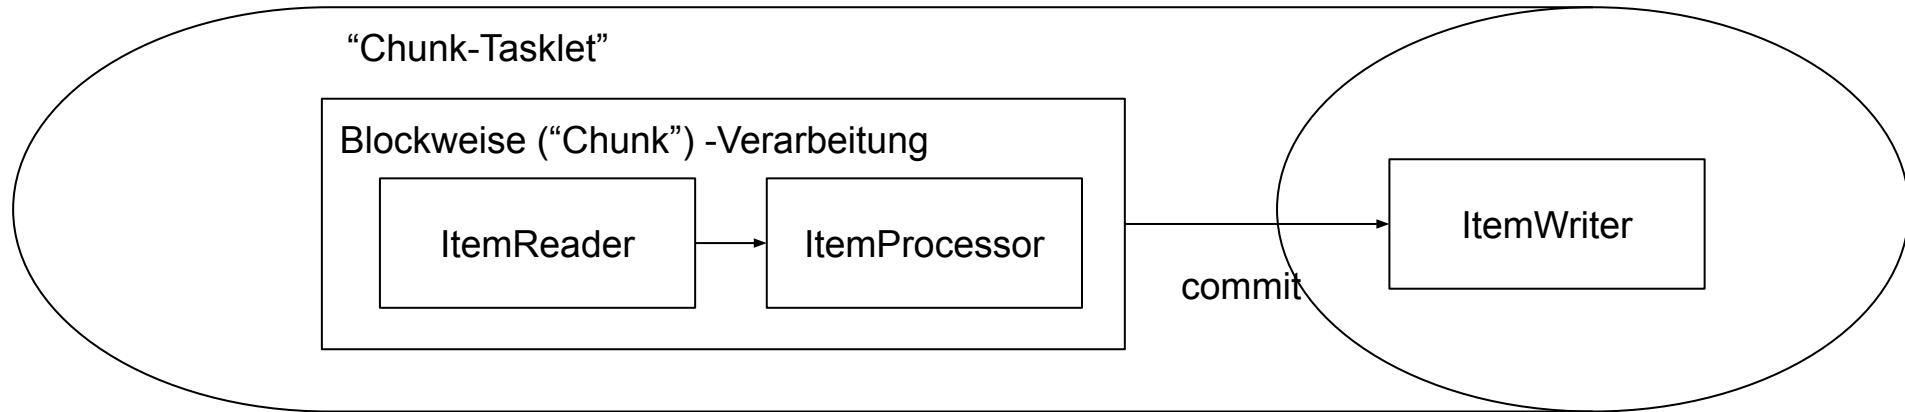 “Chunk-Tasklet”
Blockweise (“Chunk”) -Verarbeitung
ItemReader
ItemProcessor
commit
ItemWriter